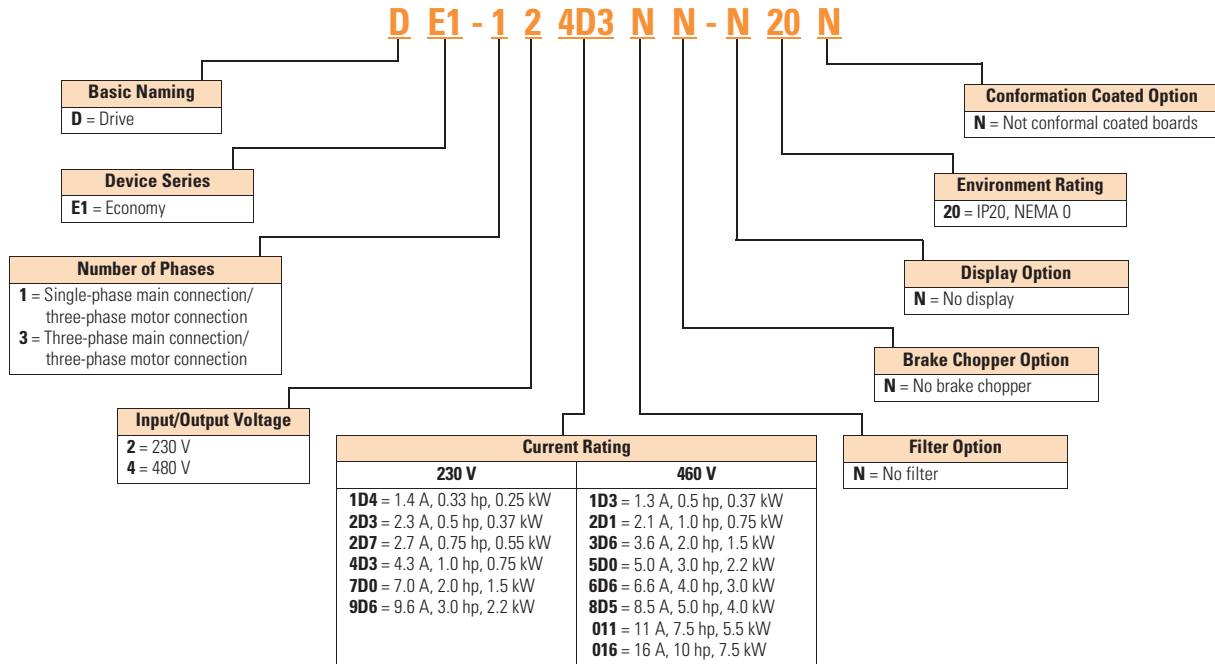 D E1 - 1 2 4D3 N N - N 20 N
Basic Naming
D = Drive
Device Series
E1 = Economy
Number of Phases
1 = Single-phase main connection/
three-phase motor connection
3 = Three-phase main connection/
three-phase motor connection
Input/Output Voltage
2 = 230 V
4 = 480 V
Current Rating
230 V
1D4 = 1.4 A, 0.33 hp, 0.25 kW
2D3 = 2.3 A, 0.5 hp, 0.37 kW
2D7 = 2.7 A, 0.75 hp, 0.55 kW
4D3 = 4.3 A, 1.0 hp, 0.75 kW
7D0 = 7.0 A, 2.0 hp, 1.5 kW
9D6 = 9.6 A, 3.0 hp, 2.2 kW
460 V
1D3 = 1.3 A, 0.5 hp, 0.37 kW
2D1 = 2.1 A, 1.0 hp, 0.75 kW
3D6 = 3.6 A, 2.0 hp, 1.5 kW
5D0 = 5.0 A, 3.0 hp, 2.2 kW
6D6 = 6.6 A, 4.0 hp, 3.0 kW
8D5 = 8.5 A, 5.0 hp, 4.0 kW
011 = 11 A, 7.5 hp, 5.5 kW
016 = 16 A, 10 hp, 7.5 kW
Conformation Coated Option
N = Not conformal coated boards
Environment Rating
20 = IP20, NEMA 0
Display Option
N = No display
Brake Chopper Option
N = No brake chopper
Filter Option
N = No filter